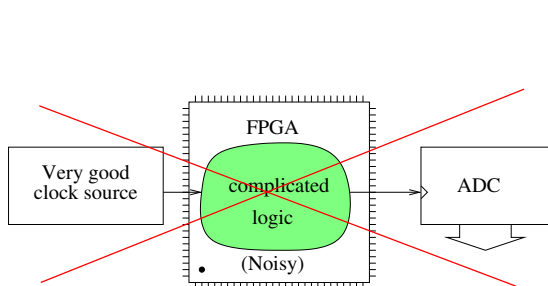 FPGA
Very good
clock source
complicated
logic
ADC
(Noisy)